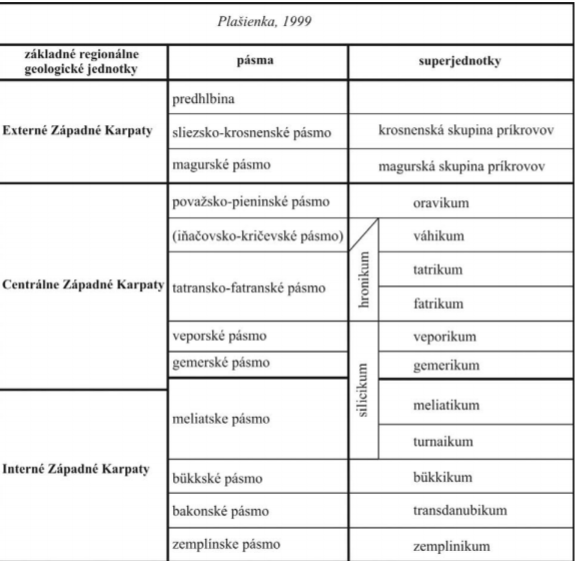 Plašienka, 1999
základné regionálne
geologické jednotky
pásma
superjednotky
Externé Západné Karpaty
predhlbina
sliezsko-krosnenské pásmo
krosnenská skupina príkrovov
magurské pásmo
magurská skupina príkrovov
Centrálne Západné Karpaty
považsko-pieninské pásmo
oravikum
(iňačovsko-kričevské pásmo)
váhikum
tatransko-fatranské pásmo
hronikum
tatrikum
fatrikum
veporské pásmo
silicikum
veporikum
gemerské pásmo
gemerikum
Interné Západné Karpaty
meliatske pásmo
meliatikum
turnaikum
bükkské pásmo
bükkikum
bakonské pásmo
transdanubikum
zemplínske pásmo
zemplinikum